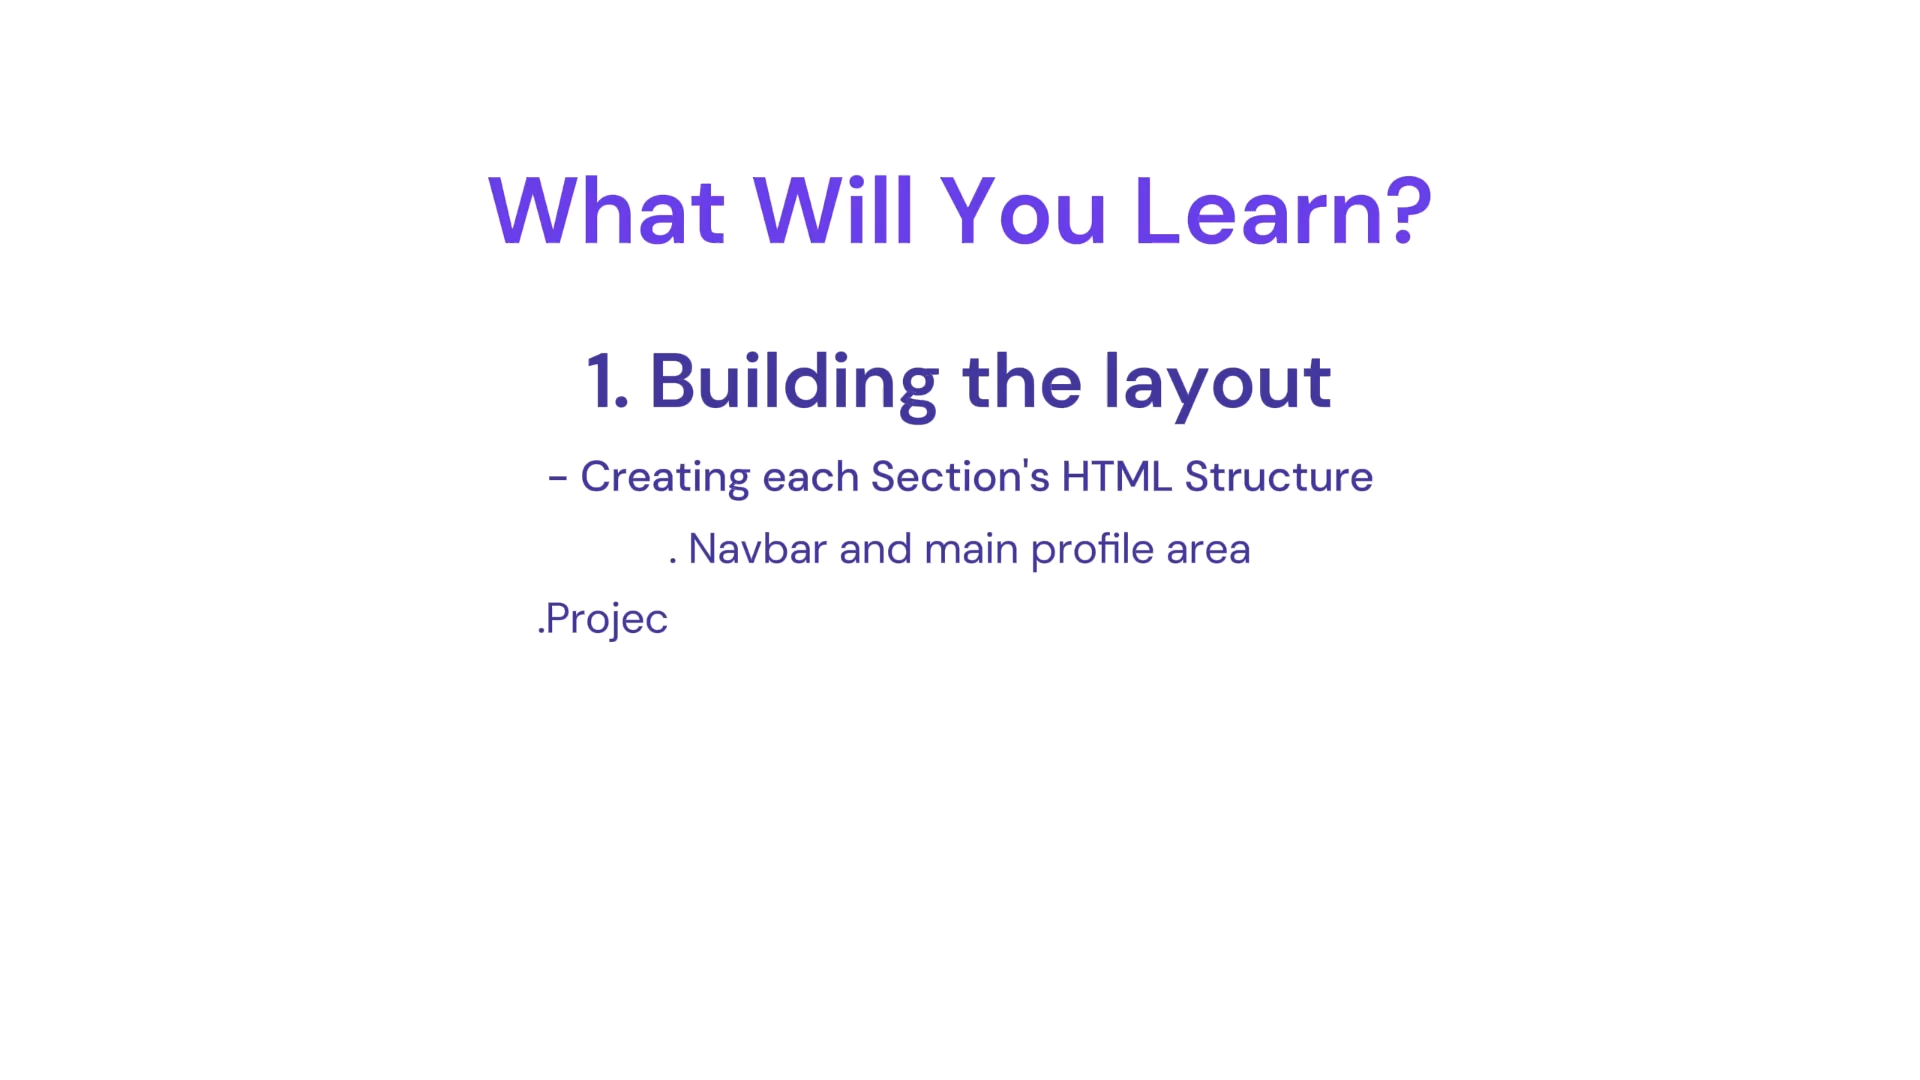 What Will You Learn?
1. Building the layout
- Creating each Section's HTML Structure
. Navbar and main profile area
.Projec